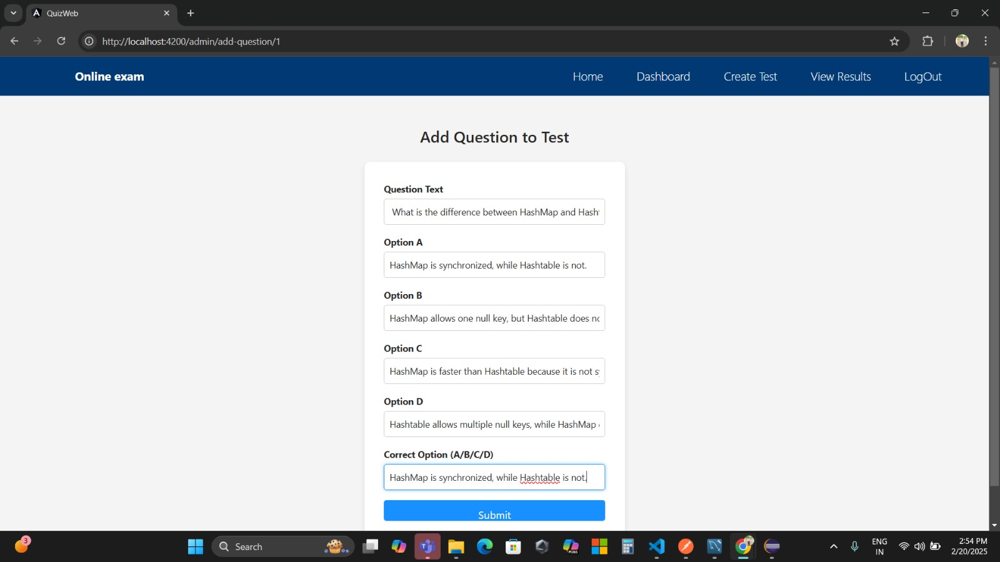 QuizWeb
http://localhost:4200/admin/add-question/1
Online exam
Home
Dashboard
Create Test
View Results
LogOut
Add Question to Test
Question Text
What is the difference between HashMap and Hash
Option A
HashMap is synchronized, while Hashtable is not.
Option B
HashMap allows one null key, but Hashtable does
Option C
HashMap is faster than Hashtable because it is not
Option D
Hashtable allows multiple null keys, while HashMap
Correct Option (A/B/C/D)
HashMap is synchronized, while Hashtable is not.
Submit
3
Search
M365
ENG
IN
2:54 PM
2/20/2025